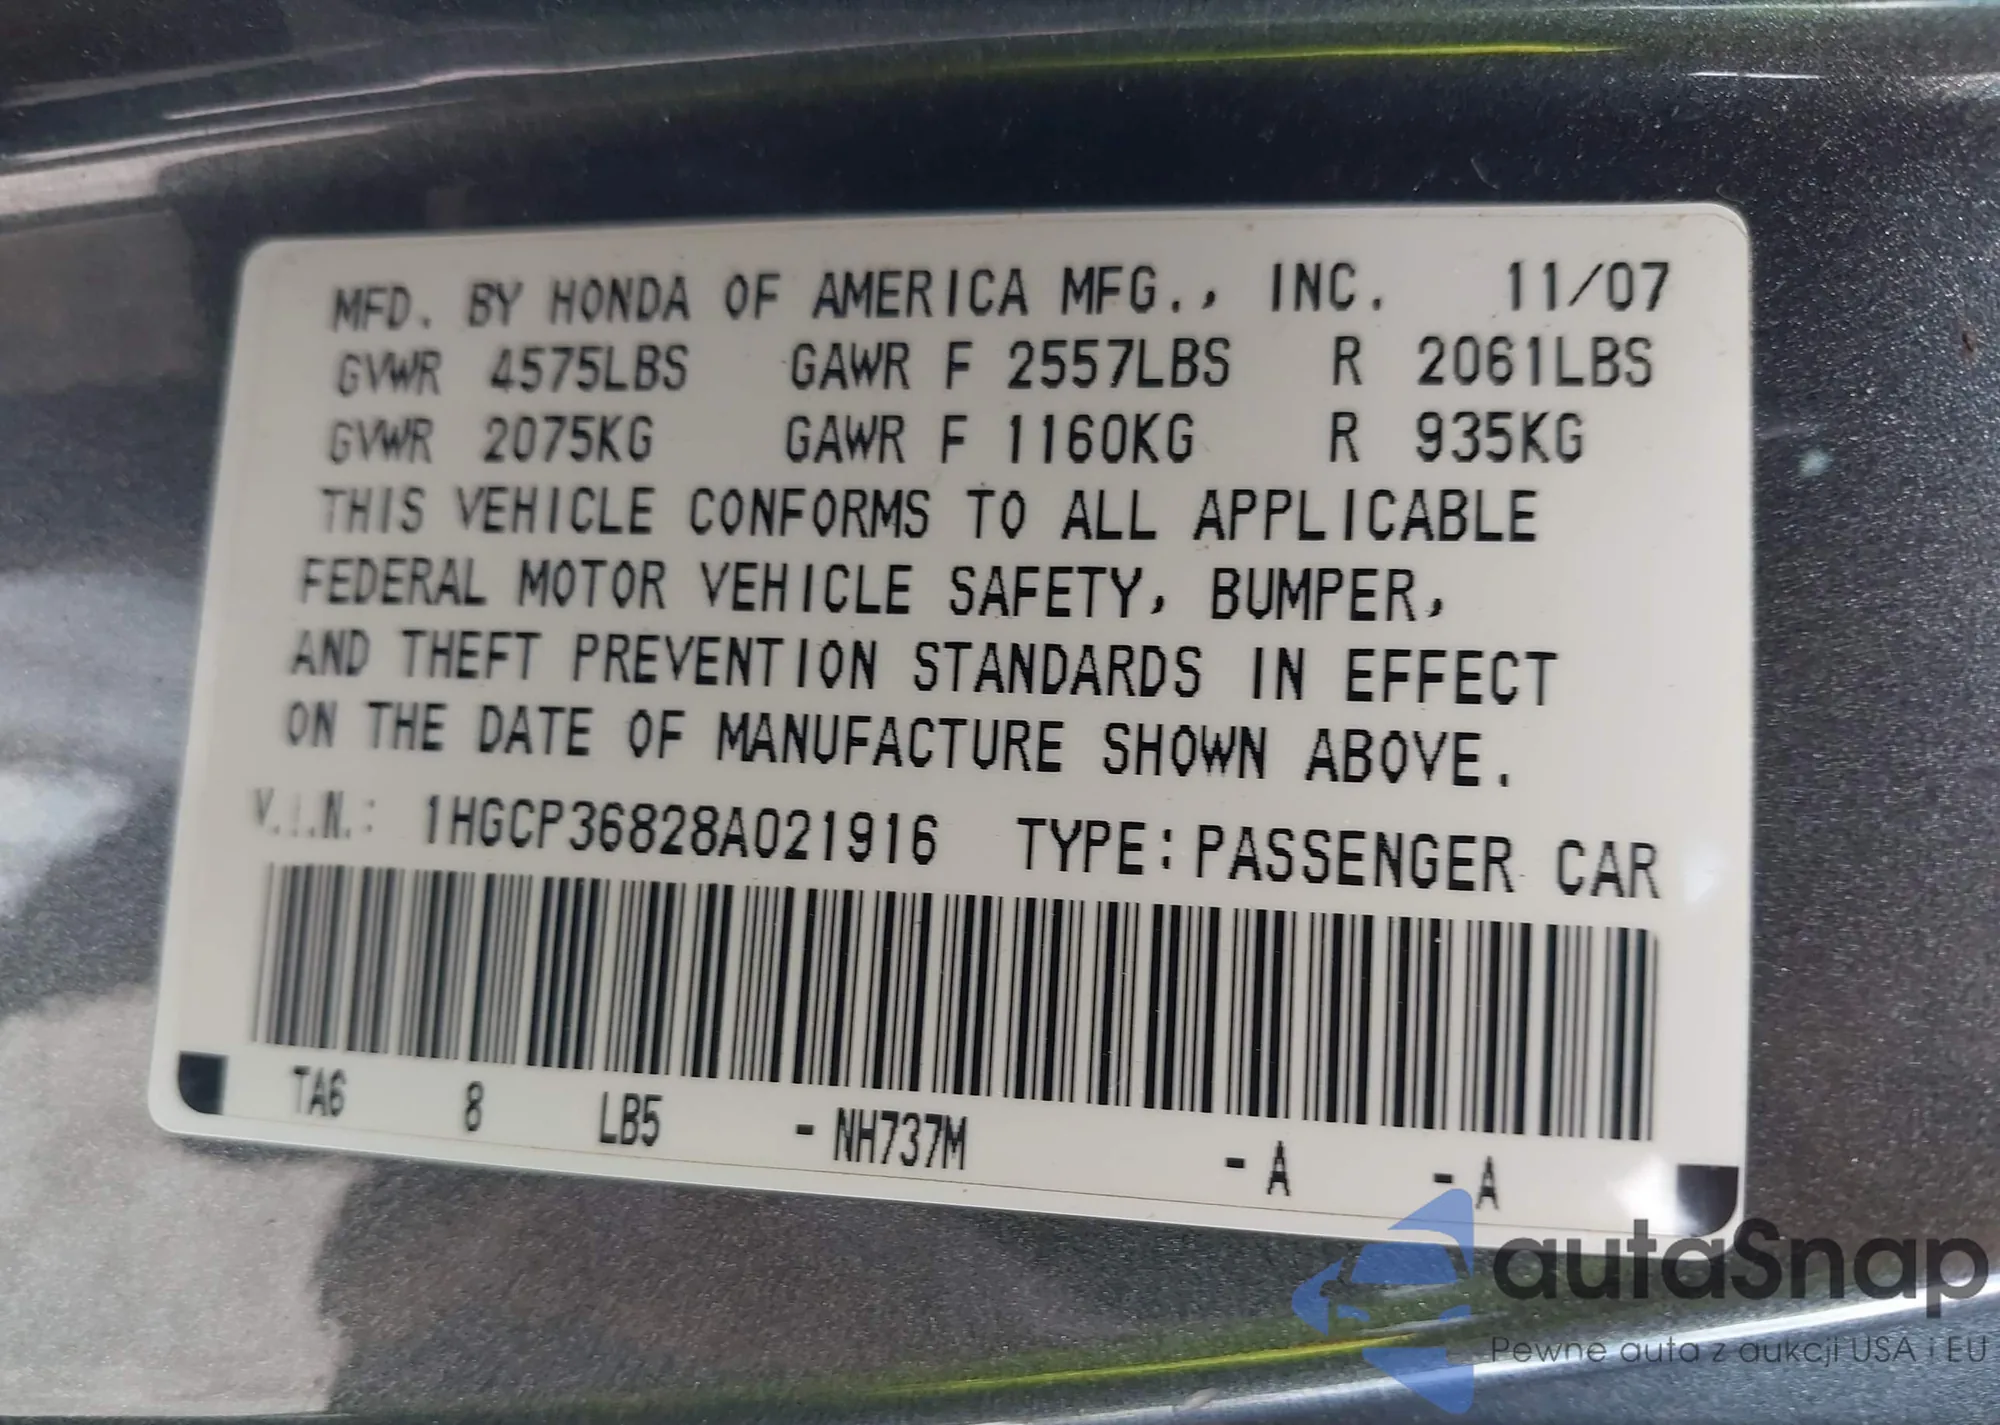 MFD. BY HONDA OF AMERICA MFG., INC. 11/07
GVWR 4575LBS GAWR F 2557LBS R 2061LBS
GVWR 2075KG GAWR F 1160KG R 935KG
THIS VEHICLE CONFORMS TO ALL APPLICABLE
FEDERAL MOTOR VEHICLE SAFETY, BUMPER,
AND THEFT PREVENTION STANDARDS IN EFFECT
ON THE DATE OF MANUFACTURE SHOWN ABOVE.
V.I.N.: 1HGCP36828A021916 TYPE: PASSENGER CAR
TA6 8 LB5 - NH737M - A - A
autaSnap
Pewne auta z aukcji USA i EU